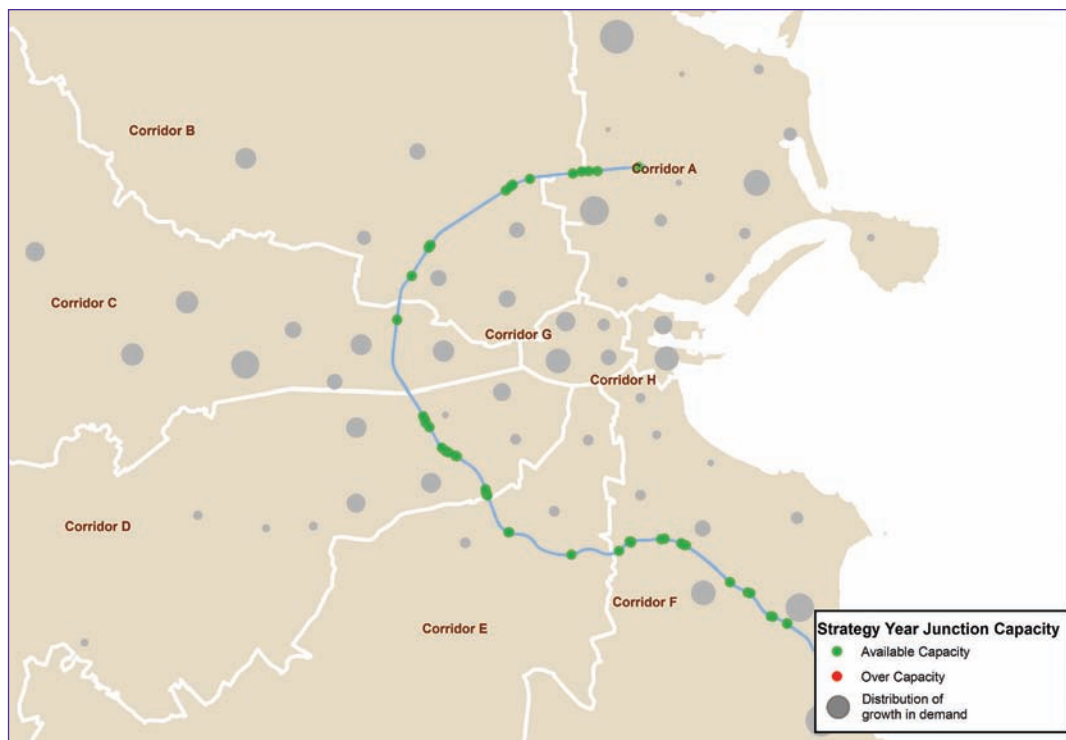 Corridor B
Corridor A
Corridor C
Corridor G
Corridor H
Corridor D
Corridor F
Corridor E
Strategy Year Junction Capacity
Available Capacity
Over Capacity
Distribution of
growth in demand